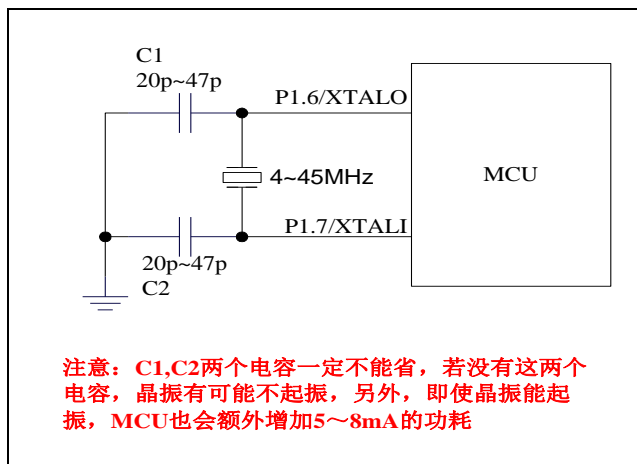 C1
20p~47p
P1.6/XTALO
4~45MHz
MCU
P1.7/XTALI
20p~47p
C2
注意：C1,C2两个电容一定不能省，若没有这两个
电容，晶振有可能不起振，另外，即使晶振能起
振，MCU也会额外增加5～8mA的功耗